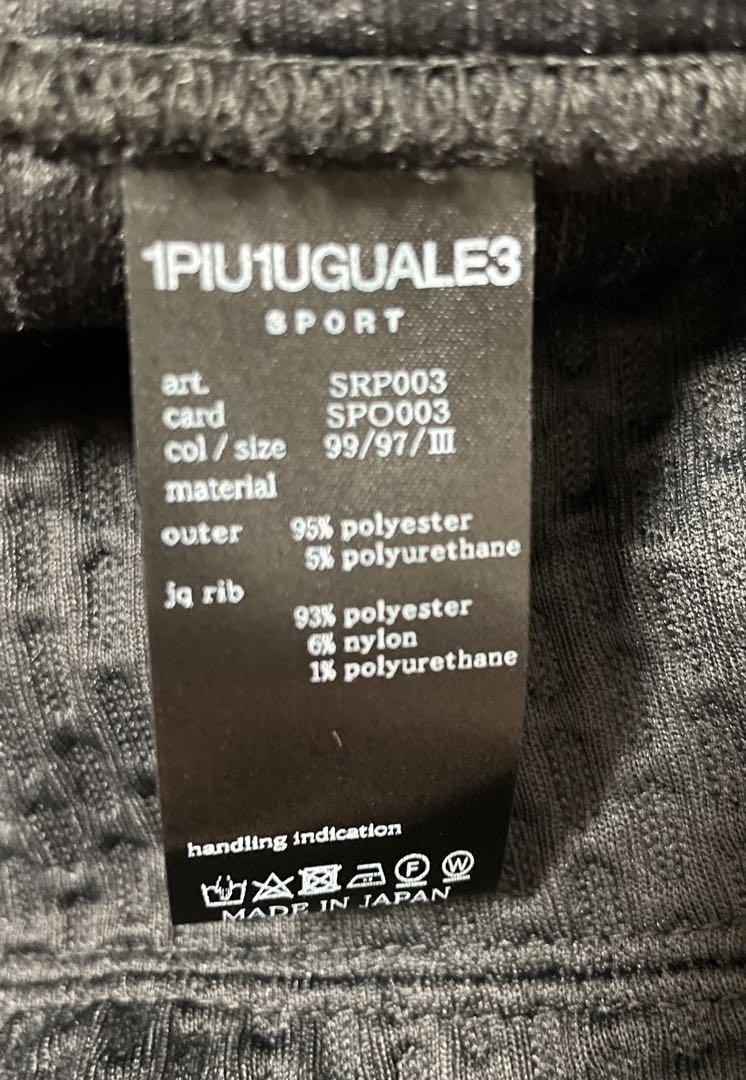 1PIU1UGUALE3
SPORT
art. SRP003
card SPO003
col / size 99/97/Ⅲ
material
outer 95% polyester
5% polyurethane
jq rib
93% polyester
6% nylon
1% polyurethane
handling indication
F W
MADE IN JAPAN